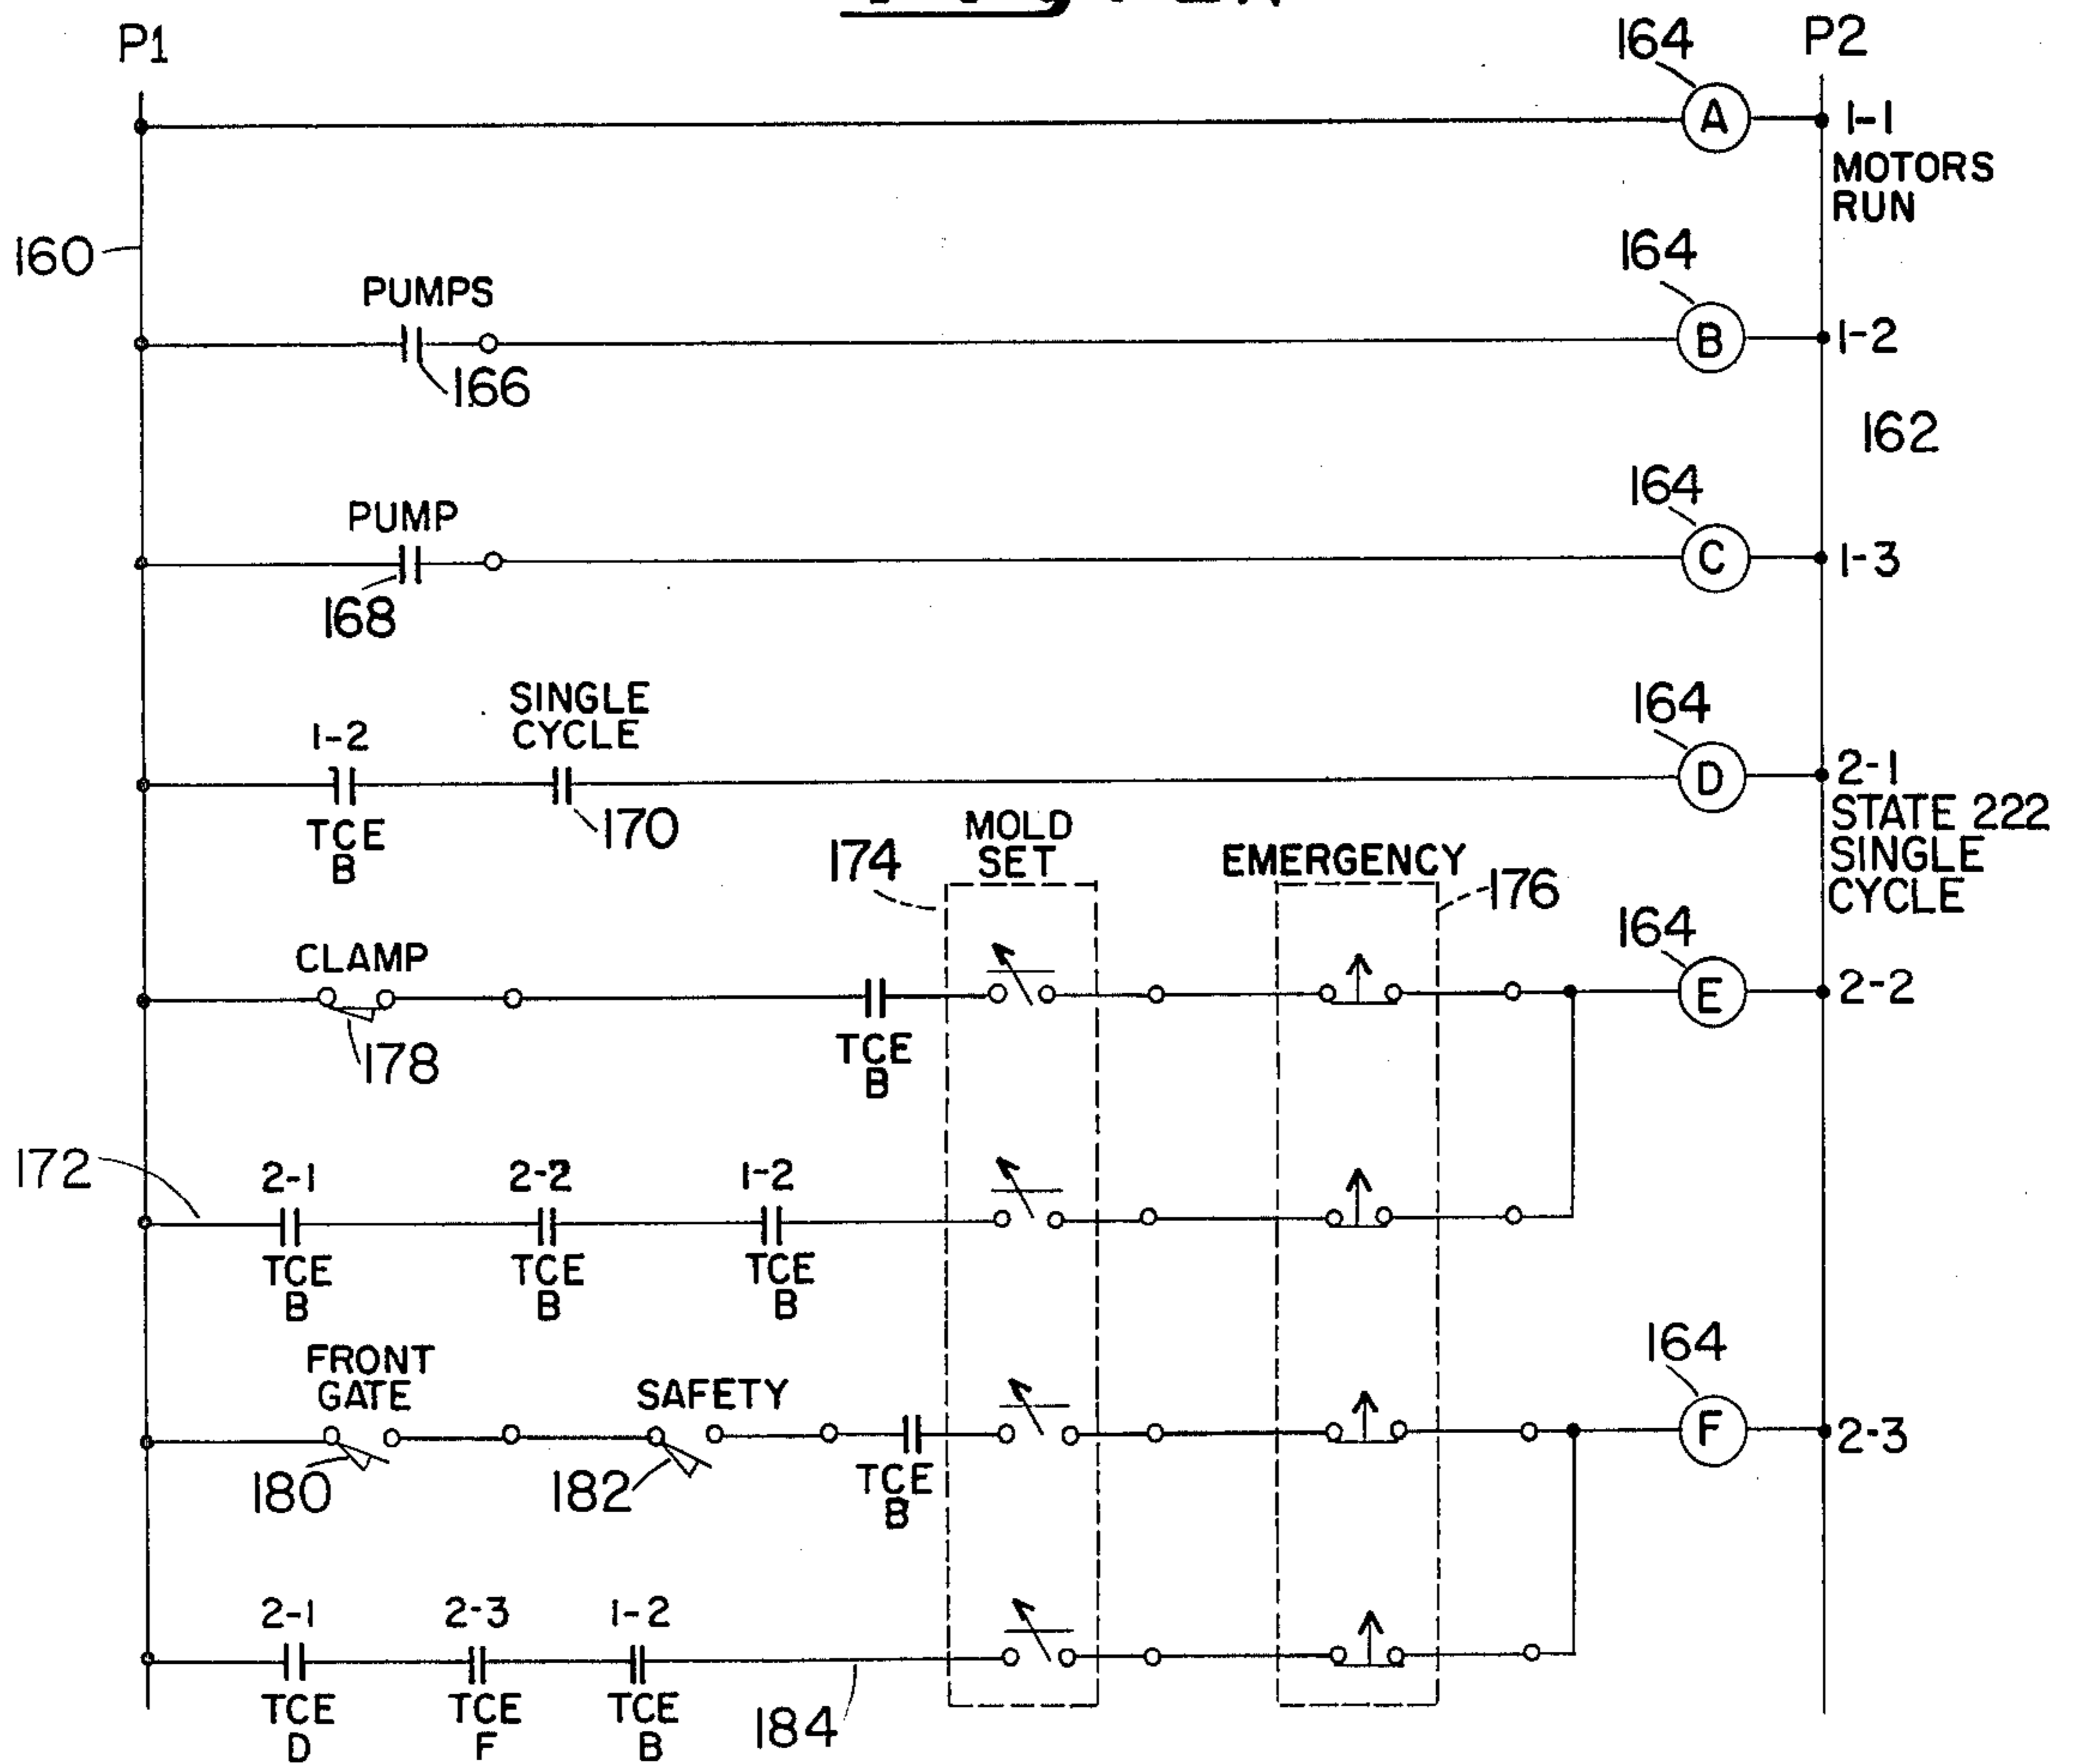 P1
164
P2
A
1-1
MOTORS
RUN
160
164
PUMPS
B
1-2
166
162
164
PUMP
C
1-3
168
SINGLE
CYCLE
164
1-2
D
2-1
TCE
B
170
STATE 222
SINGLE
CYCLE
MOLD
SET
174
EMERGENCY
176
164
CLAMP
E
2-2
178
TCE
B
172
2-1
2-2
1-2
TCE
B
TCE
B
TCE
B
FRONT
GATE
SAFETY
164
F
2-3
180
182
TCE
B
2-1
2-3
1-2
TCE
D
TCE
F
TCE
B
184